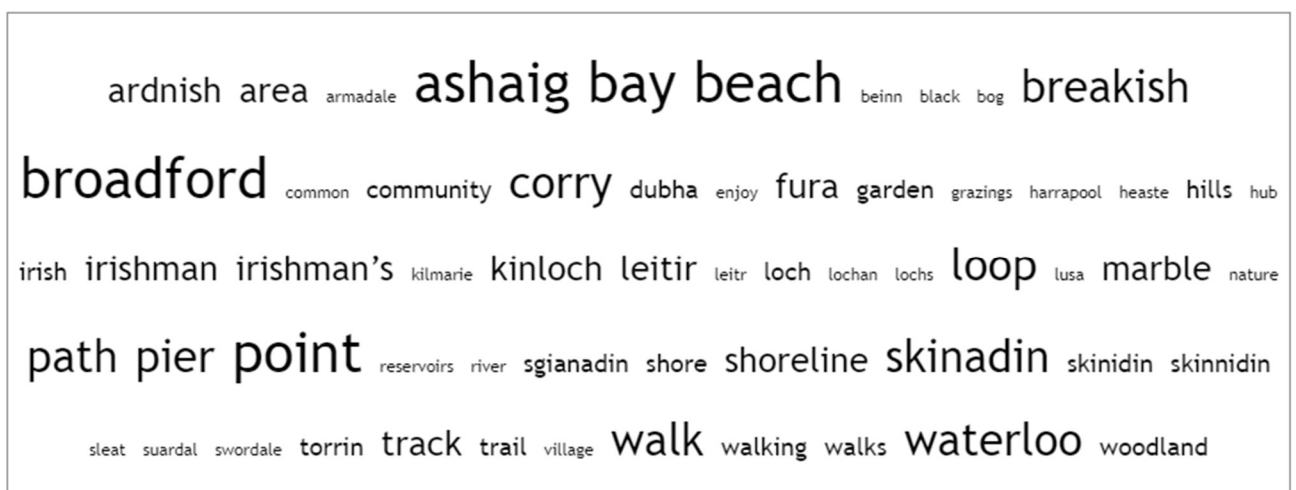 ardnish area armadale ashaig bay beach beinn black bog breakish
broadford common community corry dubha enjoy fura garden grazings harrapool heaste hills hub
irish irishman irishman’s kilmarie kinloch leitir leitr loch lochan lochs loop lusa marble nature
path pier point reservoirs river sgianadin shore shoreline skinadin skinidin skinnidin
sleat suardal swordale torrin track trail village walk walking walks waterloo woodland